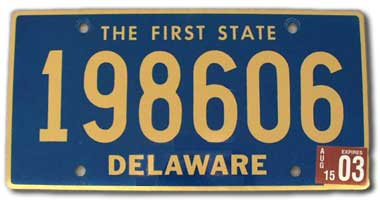 THE FIRST STATE
198606
DELAWARE
AUG 15 EXPIRES 03